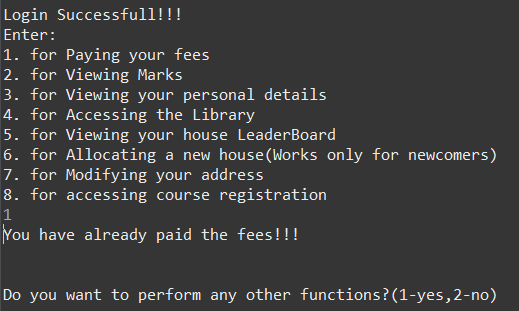 Login Successfull!!!
Enter:
1. for Paying your fees
2. for Viewing Marks
3. for Viewing your personal details
4. for Accessing the Library
5. for Viewing your house LeaderBoard
6. for Allocating a new house(Works only for newcomers)
7. for Modifying your address
8. for accessing course registration
1
You have already paid the fees!!!
Do you want to perform any other functions?(1-yes,2-no)